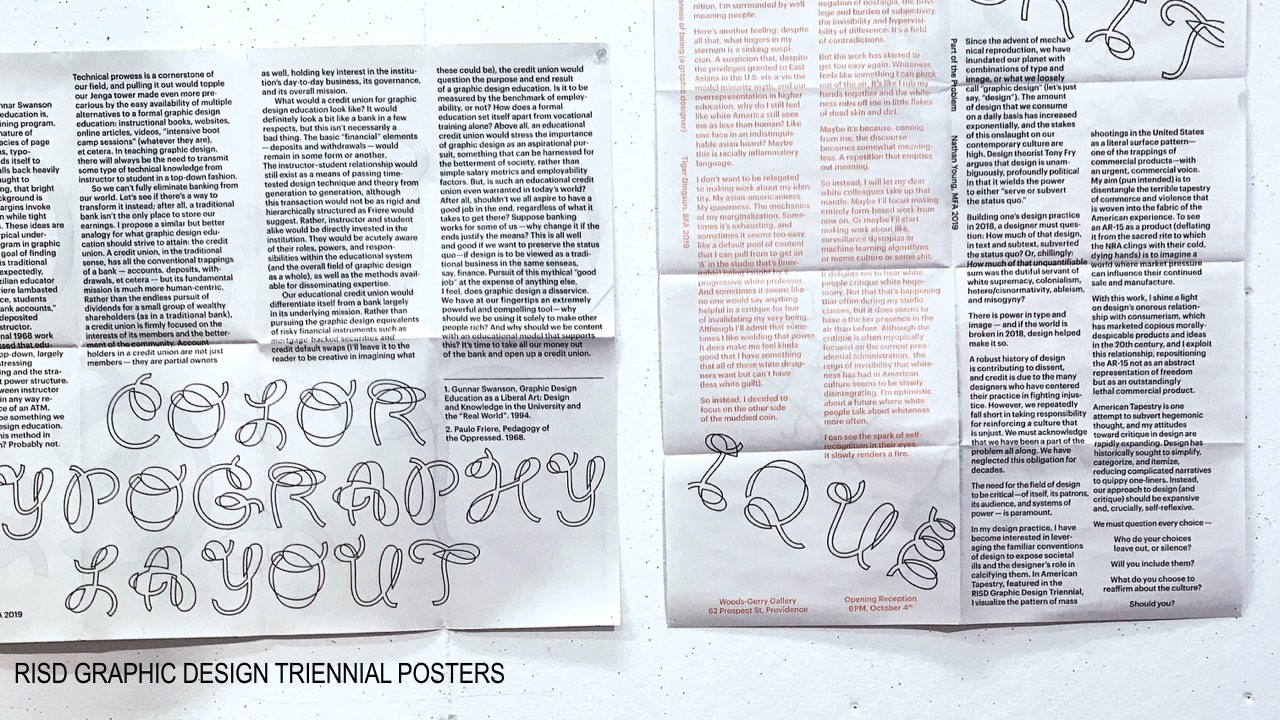 nnar Swanson
education is,
ining program.
nature of
ecies of page
s, typo-
ds itself to
lls back heavily
ught to
ng, that bright
ckground is
argins invoke
n while tight
s. These ideas are
pical under-
gram in graphic
goal of finding
is traditional
expectedly.
zilian educator
riere lambasted
ce, students
ank accounts,"
deposited
structor.
nal 1968 work
ssed that edu-
op-down, largely
stressing
ing and the stra-
t power structure.
ween instructor
in any way re-
ce of an ATM.
be something we
esign education.
his method in
n? Probably not.
Technical prowess is a cornerstone of
our field, and pulling it out would topple
our Jenga tower made even more pre-
carious by the easy availability of multiple
alternatives to a formal graphic design
education: instructional books, websites,
online articles, videos, "intensive boot
camp sessions" (whatever they are),
et cetera. In teaching graphic design,
there will always be the need to transmit
some type of technical knowledge from
instructor to student in a top-down fashion.
So we can't fully eliminate banking from
our world. Let's see if there's a way to
transform it instead; after all, a traditional
bank isn't the only place to store our
earnings. I propose a similar but better
analogy for what graphic design edu-
cation should strive to attain: the credit
union. A credit union, in the traditional
sense, has all the conventional trappings
of a bank — accounts, deposits, with-
drawals, et cetera — but its fundamental
mission is much more human-centric.
Rather than the endless pursuit of
dividends for a small group of wealthy
shareholders (as in a traditional bank),
a credit union is firmly focused on the
interests of its members and the better-
ment of the community. Account
holders in a credit union are not just
members — they are partial owners
as well, holding key interest in the institu-
tion's day-to-day business, its governance,
and its overall mission.
What would a credit union for graphic
design education look like? It would
definitely look a bit like a bank in a few
respects, but this isn't necessarily a
bad thing. The basic "financial" elements
—deposits and withdrawals— would
remain in some form or another.
The instructor-student relationship would
still exist as a means of passing time-
tested design technique and theory from
generation to generation, although
this transaction would not be as rigid and
hierarchically structured as Friere would
suggest. Rather, instructor and student
alike would be directly invested in the
institution. They would be acutely aware
of their roles, powers, and respon-
sibilities within the educational system
(and the overall field of graphic design
as a whole), as well as the methods avail-
able for disseminating expertise.
Our educational credit union would
differentiate itself from a bank largely
in its underlying mission. Rather than
pursuing the graphic design equivalents
of risky financial instruments such as
mortgage backed securities and
credit default swaps (I'll leave it to the
reader to be creative in imagining what
these could be), the credit union would
question the purpose and end result
of a graphic design education. Is it to be
measured by the benchmark of employ-
ability, or not? How does a formal
education set itself apart from vocational
training alone? Above all, an educational
credit union would stress the importance
of graphic design as an aspirational pur-
suit, something that can be harnessed for
the betterment of society, rather than
simple salary metrics and employability
factors. But, is such an educational credit
union even warranted in today's world?
After all, shouldn't we all aspire to have a
good job in the end, regardless of what it
takes to get there? Suppose banking
works for some of us—why change it if the
ends justify the means? This is all well
and good if we want to preserve the status
quo—if design is to be viewed as a tradi-
tional business in the same senses,
say, finance. Pursuit of this mythical "good
job" at the expense of anything else,
I feel, does graphic design a disservice.
We have at our fingertips an extremely
powerful and compelling tool—why
should we be using it solely to make other
people rich? And why should we be content
with an educational model that supports
this? It's time to take all our money out
of the bank and open up a credit union.
1. Gunnar Swanson, Graphic Design
Education as a Liberal Art: Design
and Knowledge in the University and
the "Real World". 1994.
2. Paulo Friere, Pedagogy of
the Oppressed. 1968.
COLOR
YPOGRAPHY
LAYOUT
A 2019
eness of being (a graphic designer)
Tiger Dingsun, BFA 2019
nition. I'm surrounded by well
meaning people.
Here's another feeling: despite
all that, what lingers in my
sternum is a sinking suspi-
cion. A suspicion that, despite
the privileges granted to East
Asians in the U.S. vis-a-vis the
model minority myth, and our
overrepresentation in higher
education, why do I still feel
like white America still sees
me as less than human? Like
one face in an indistinguis-
hable asian hoard? Maybe
this is racially inflammatory
language.
I don't want to be relegated
to making work about my iden-
tity. My asian-americanness.
My queerness. The mechanics
of my marginalization. Some-
times it's exhausting, and
sometimes it seems too easy,
like a default pool of content
that I can pull from to get an
'A' in the studio that's (inev-
itably) being taught by a
progressive white professor.
And sometimes it seems like
no one would say anything
helpful in a critique for fear
of invalidating my very being.
Although I'll admit that some-
times I like wielding that power.
It does make me feel kinda
good that I have something
that all of these white desig-
ners want but can't have
(less white guilt).
So instead, I decided to
focus on the other side
of the muddied coin.
negation of nostalgia, the privi-
lege and burden of subjectivity,
the invisibility and hypervisi-
bility of difference. It's a field
of contradictions.
But the work has started to
get too easy again. Whiteness
feels like something I can pluck
out of the air. It's like I rub my
hands together and the white-
ness rubs off me in little flakes
of dead skin and dirt.
Maybe it's because, coming
from me, the discourse
becomes somewhat meaning-
less. A repetition that empties
out meaning.
So instead, I will let my dear
white colleagues take up that
mantle. Maybe I'll focus making
entirely form-based work from
now on. Or maybe I'll start
making work about like,
surveillance dystopias or
machine learning algorithms
or meme culture or some shit.
It delights me to hear white
people critique white hege-
mony. Not that that's happening
that often during my studio
classes, but it does seems to
have a thicker presence in the
air than before. Although the
critique is often myopically
focused on the current pres-
idential administration, the
reign of invisibility that white-
ness has had in American
culture seems to be slowly
disintegrating. I'm optimistic
about a future where white
people talk about whiteness
more often.
I can see the spark of self-
recognition in their eyes.
It slowly renders a fire.
Woods-Gerry Gallery
62 Prospect St, Providence
Opening Reception
6PM, October 4th
Part of the Problem
Nathan Young, MFA 2019
Since the advent of mecha-
nical reproduction, we have
inundated our planet with
combinations of type and
image, or what we loosely
call "graphic design" (let's just
say, "design"). The amount
of design that we consume
on a daily basis has increased
exponentially, and the stakes
of this onslaught on our
contemporary culture are
high. Design theorist Tony Fry
argues that design is unam-
biguously, profoundly political
in that it wields the power
to either "serve or subvert
the status quo."
Building one's design practice
in 2018, a designer must ques-
tion: How much of that design,
in text and subtext, subverted
the status quo? Or, chillingly:
How much of that unquantifiable
sum was the dutiful servant of
white supremacy, colonialism,
hetero/cisnormativity, ableism,
and misogyny?
There is power in type and
image — and if the world is
broken in 2018, design helped
make it so.
A robust history of design
is contributing to dissent,
and credit is due to the many
designers who have centered
their practice in fighting injus-
tice. However, we repeatedly
fall short in taking responsibility
for reinforcing a culture that
is unjust. We must acknowledge
that we have been a part of the
problem all along. We have
neglected this obligation for
decades.
The need for the field of design
to be critical —of itself, its patrons,
its audience, and systems of
power — is paramount.
In my design practice, I have
become interested in lever-
aging the familiar conventions
of design to expose societal
ills and the designer's role in
calcifying them. In American
Tapestry, featured in the
RISD Graphic Design Triennial,
I visualize the pattern of mass
shootings in the United States
as a literal surface pattern—
one of the trappings of
commercial products—with
an urgent, commercial voice.
My aim (pun intended) is to
disentangle the terrible tapestry
of commerce and violence that
is woven into the fabric of the
American experience. To see
an AR-15 as a product (deflating
it from the sacred rite to which
the NRA clings with their cold,
dying hands) is to imagine a
world where market pressure
can influence their continued
sale and manufacture.
With this work, I shine a light
on design's onerous relation-
ship with consumerism, which
has marketed copious morally-
despicable products and ideas
in the 20th century, and I exploit
this relationship, repositioning
the AR-15 not as an abstract
representation of freedom
but as an outstandingly
lethal commercial product.
American Tapestry is one
attempt to subvert hegemonic
thought, and my attitudes
toward critique in design are
rapidly expanding. Design has
historically sought to simplify,
categorize, and itemize,
reducing complicated narratives
to quippy one-liners. Instead,
our approach to design (and
critique) should be expansive
and, crucially, self-reflexive.
We must question every choice —
Who do your choices
leave out, or silence?
Will you include them?
What do you choose to
reaffirm about the culture?
Should you?
RISD GRAPHIC DESIGN TRIENNIAL POSTERS